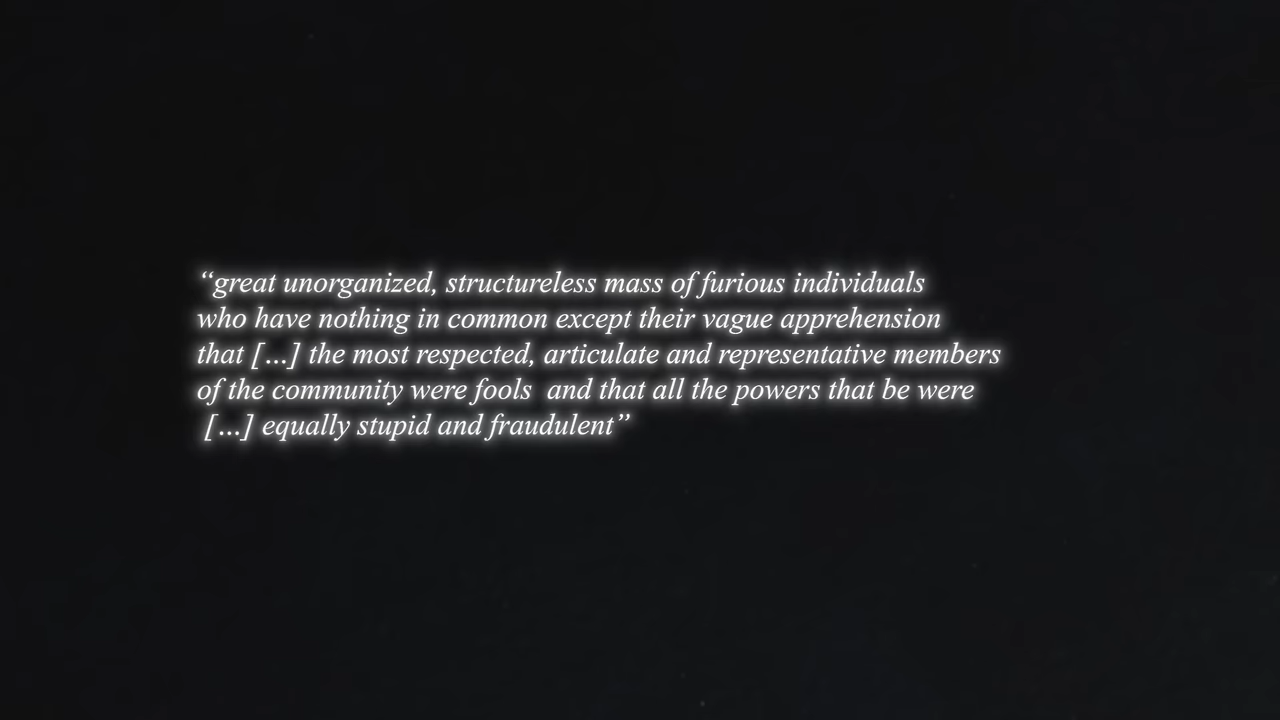 “great unorganized, structureless mass of furious individuals
who have nothing in common except their vague apprehension
that [...] the most respected, articulate and representative members
of the community were fools  and that all the powers that be were
[...] equally stupid and fraudulent”